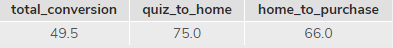 total_conversion quiz_to_home home_to_purchase
49.5 75.0 66.0